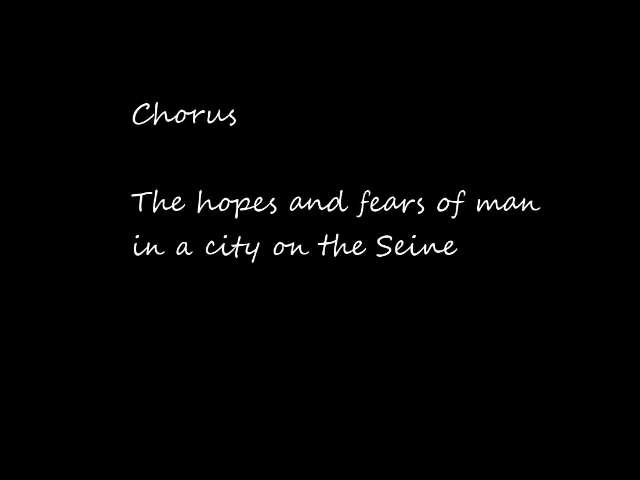 Chorus
The hopes and fears of man
in a city on the Seine